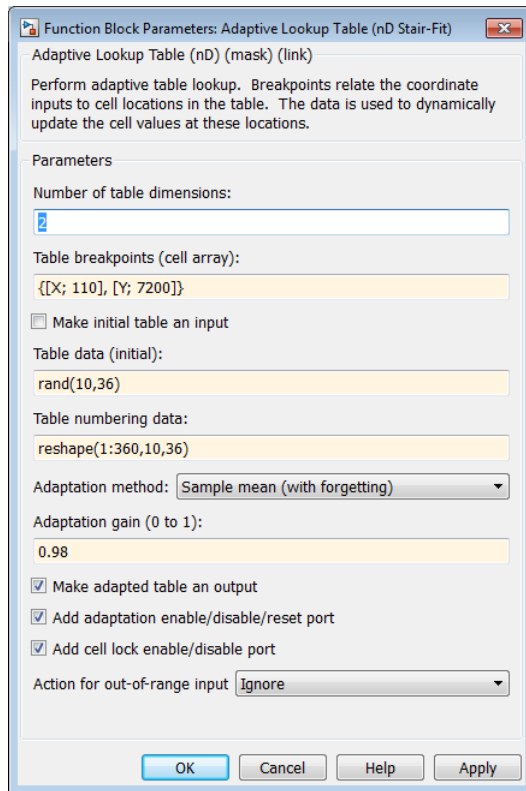 Function Block Parameters: Adaptive Lookup Table (nD Stair-Fit)
Adaptive Lookup Table (nD) (mask) (link)
Perform adaptive table lookup. Breakpoints relate the coordinate
inputs to cell locations in the table. The data is used to dynamically
update the cell values at these locations.
Parameters
Number of table dimensions:
2
Table breakpoints (cell array):
{[X; 110], [Y; 7200]}
Make initial table an input
Table data (initial):
rand(10,36)
Table numbering data:
reshape(1:360,10,36)
Adaptation method: Sample mean (with forgetting)
Adaptation gain (0 to 1):
0.98
Make adapted table an output
Add adaptation enable/disable/reset port
Add cell lock enable/disable port
Action for out-of-range input Ignore
OK Cancel Help Apply